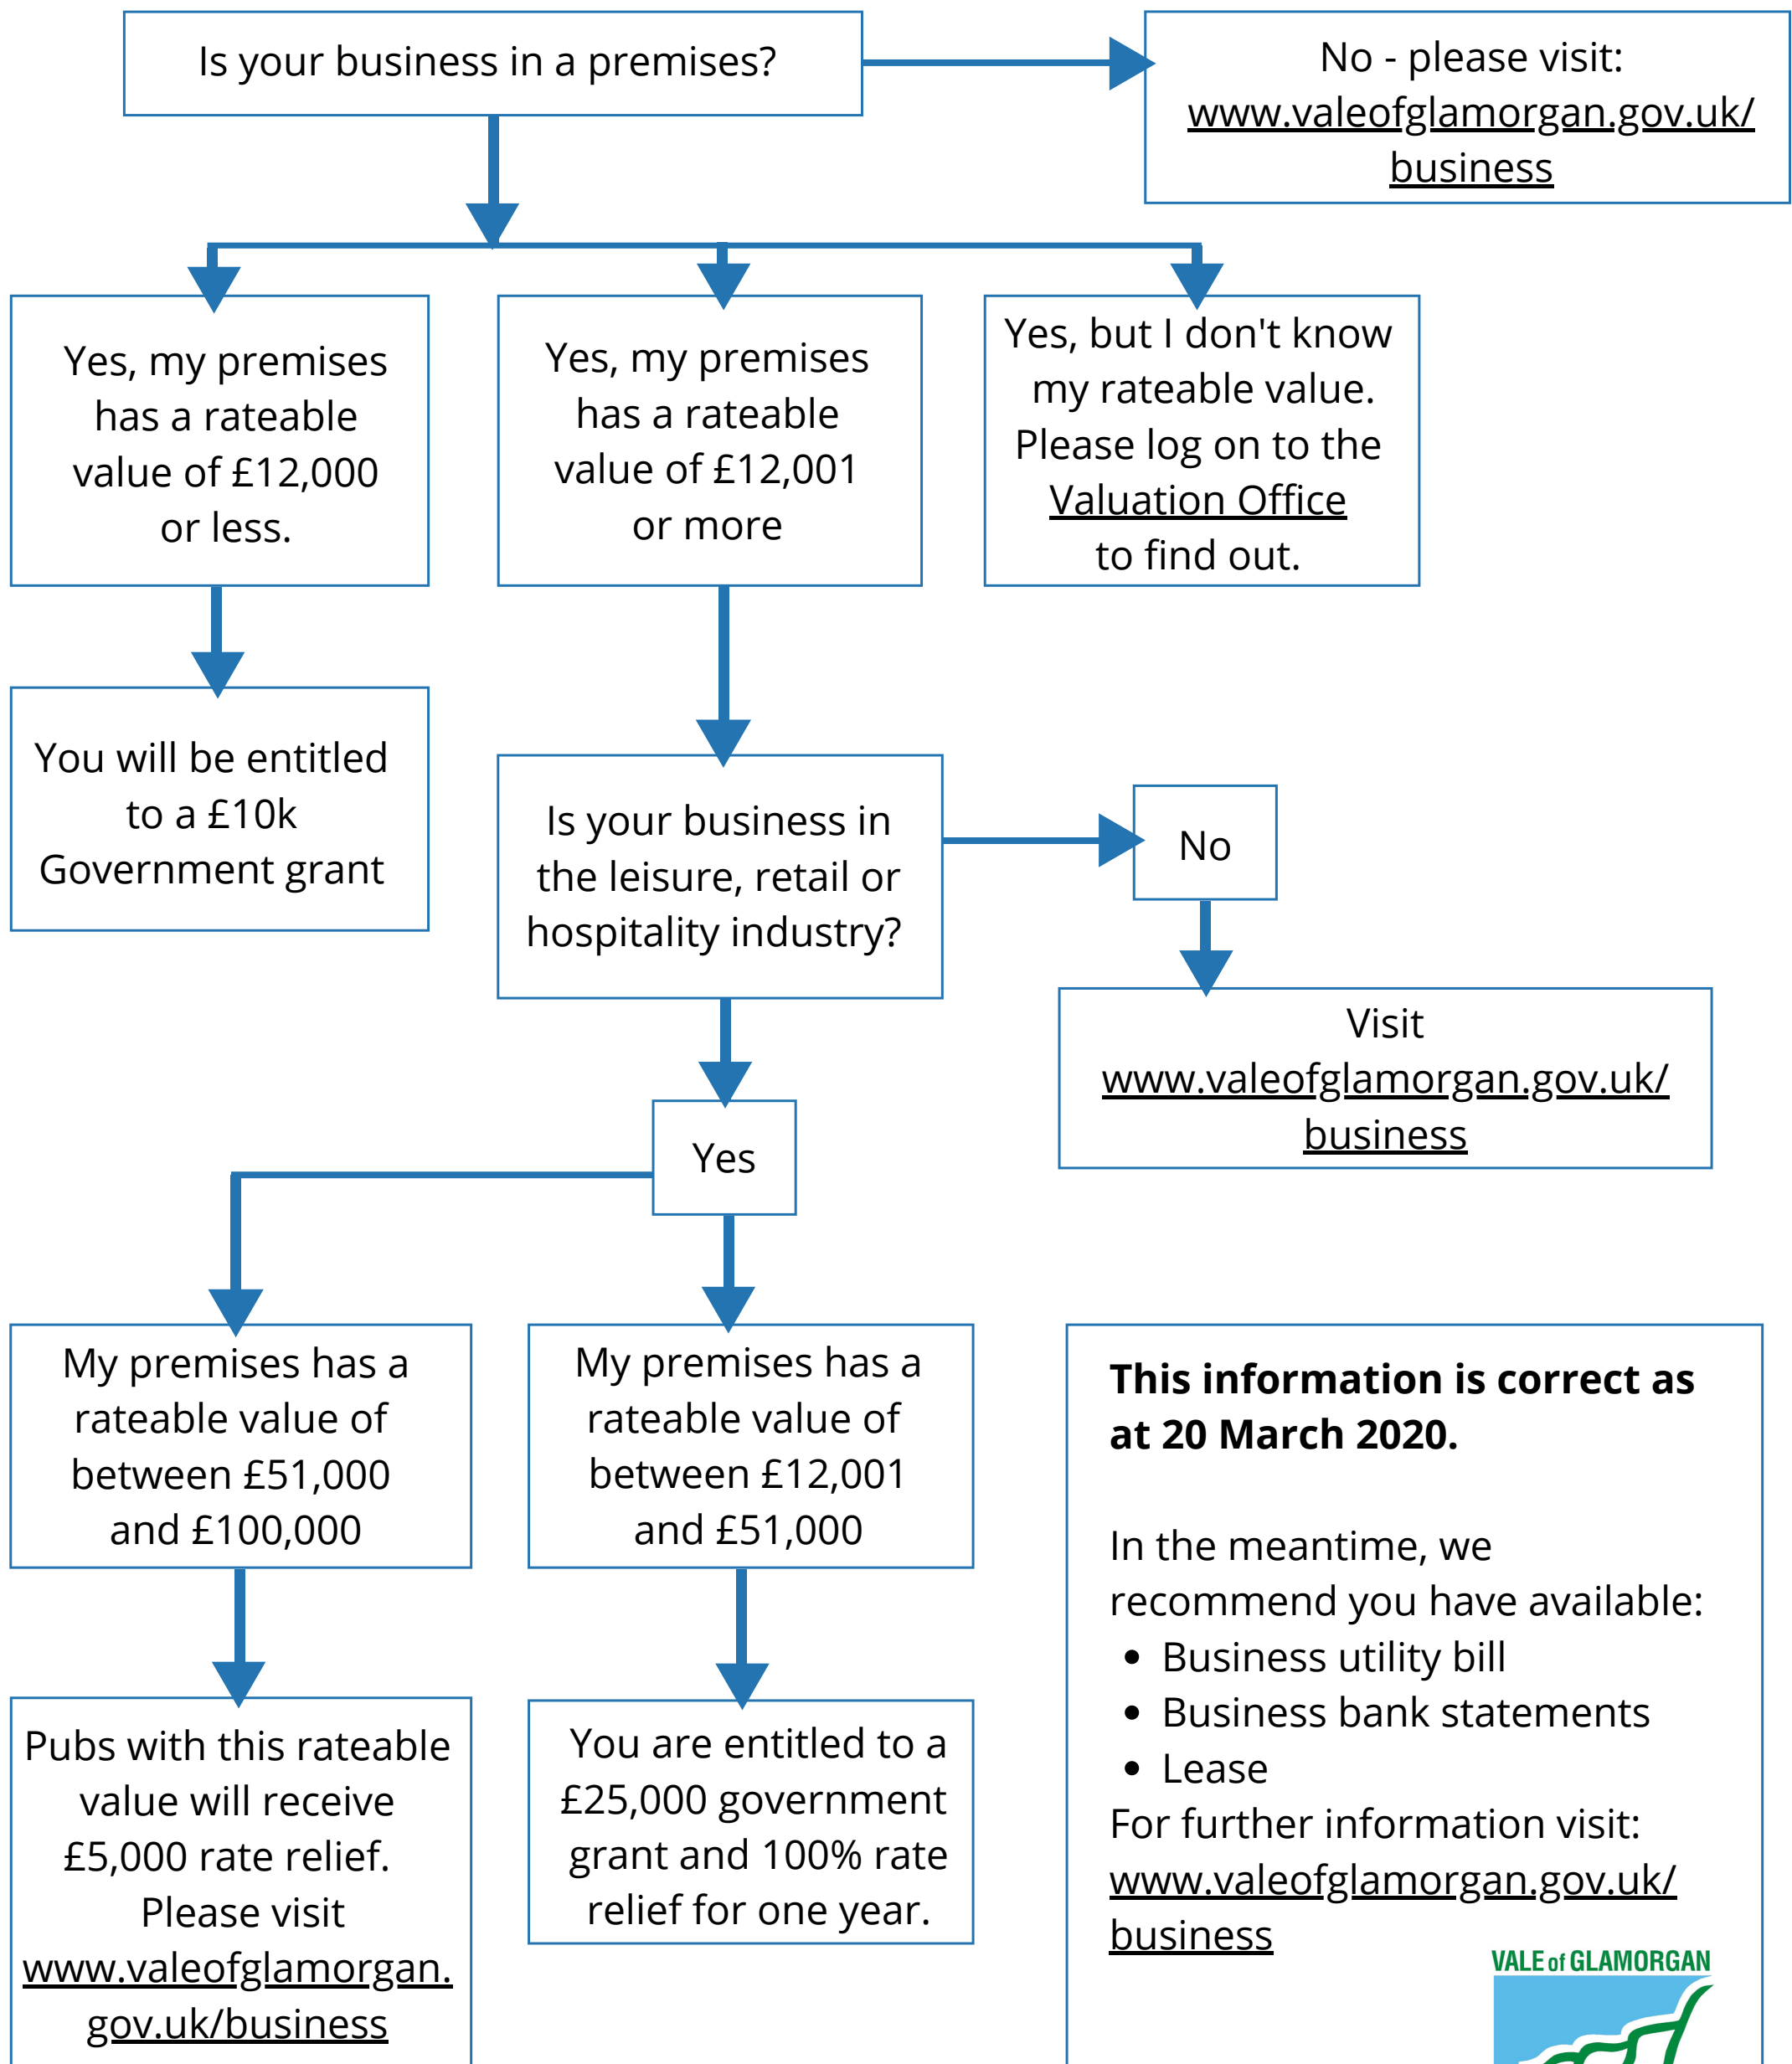 Is your business in a premises?
No - please visit:
www.valeofglamorgan.gov.uk/
business
Yes, my premises
has a rateable
value of £12,000
or less.
Yes, my premises
has a rateable
value of £12,001
or more
Yes, but I don't know
my rateable value.
Please log on to the
Valuation Office
to find out.
You will be entitled
to a £10k
Government grant
Is your business in
the leisure, retail or
hospitality industry?
No
Visit
www.valeofglamorgan.gov.uk/
business
Yes
My premises has a
rateable value of
between £51,000
and £100,000
My premises has a
rateable value of
between £12,001
and £51,000
Pubs with this rateable
value will receive
£5,000 rate relief.
Please visit
www.valeofglamorgan.
gov.uk/business
You are entitled to a
£25,000 government
grant and 100% rate
relief for one year.
This information is correct as
at 20 March 2020.
In the meantime, we
recommend you have available:
• Business utility bill
• Business bank statements
• Lease
For further information visit:
www.valeofglamorgan.gov.uk/
business
VALE of GLAMORGAN